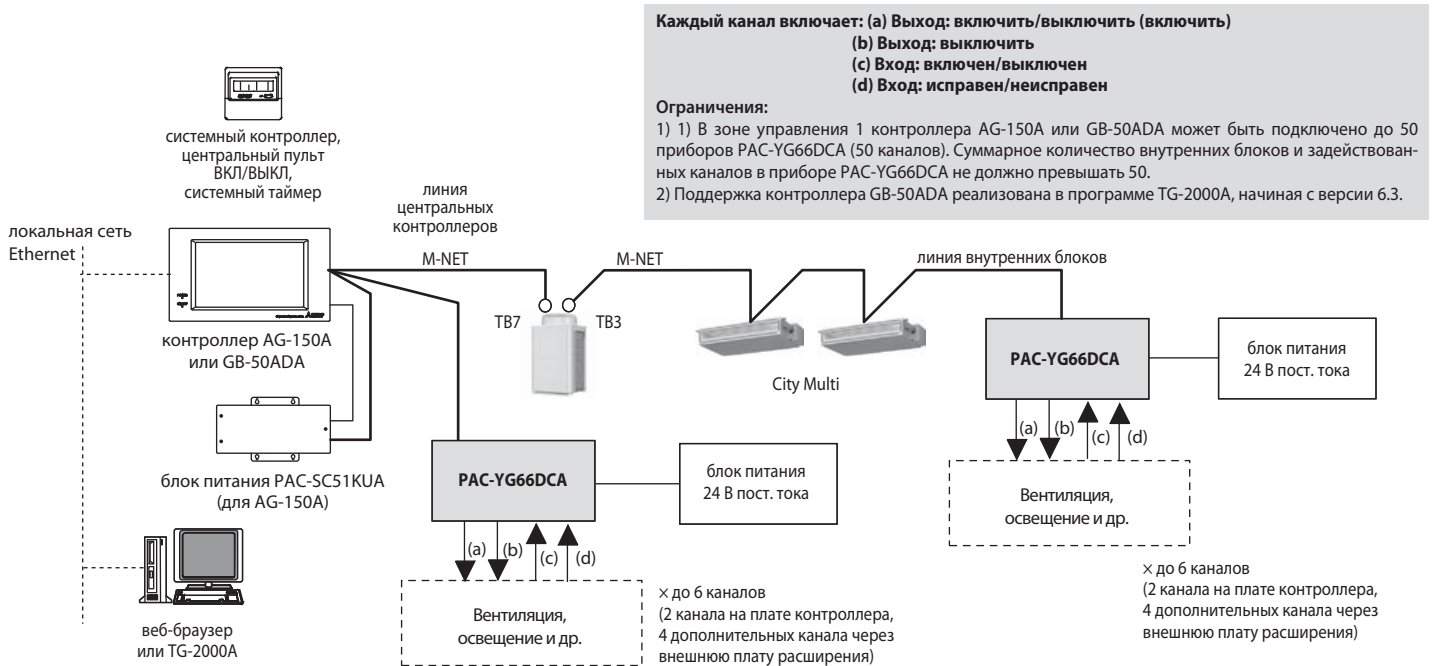 Каждый канал включает: (a) Выход: включить/выключить (включить)
(b) Выход: выключить
(c) Вход: включен/выключен
(d) Вход: исправен/неисправен
Ограничения:
1) 1) В зоне управления 1 контроллера AG-150A или GB-50ADA может быть подключено до 50
приборов PAC-YG66DCA (50 каналов). Суммарное количество внутренних блоков и задействован-
ных каналов в приборе PAC-YG66DCA не должно превышать 50.
2) Поддержка контроллера GB-50ADA реализована в программе TG-2000A, начиная с версии 6.3.
системный контроллер,
центральный пульт
ВКЛ/ВЫКЛ,
системный таймер
локальная сеть
Ethernet
линия
центральных
контроллеров
M-NET
M-NET
линия внутренних блоков
TB7
TB3
контроллер AG-150A
или GB-50ADA
City Multi
PAC-YG66DCA
блок питания
24 В пост. тока
(a)
(b)
(c)
(d)
Вентиляция,
освещение и др.
× до 6 каналов
(2 канала на плате контроллера,
4 дополнительных канала через
внешнюю плату расширения)
блок питания PAC-SC51KUA
(для AG-150A)
PAC-YG66DCA
блок питания
24 В пост. тока
(a)
(b)
(c)
(d)
Вентиляция,
освещение и др.
× до 6 каналов
(2 канала на плате контроллера,
4 дополнительных канала через
внешнюю плату расширения)
веб-браузер
или TG-2000A